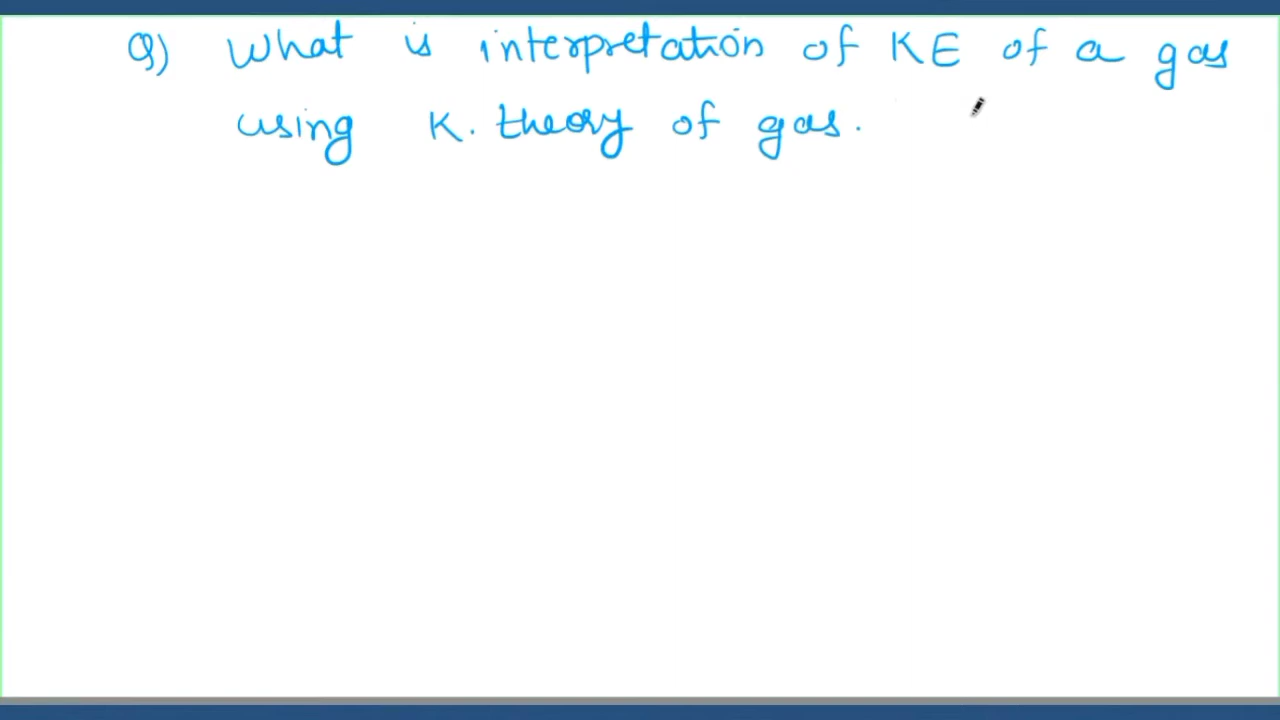 Q) What is interpretation of KE of a gas
using K. theory of gas.